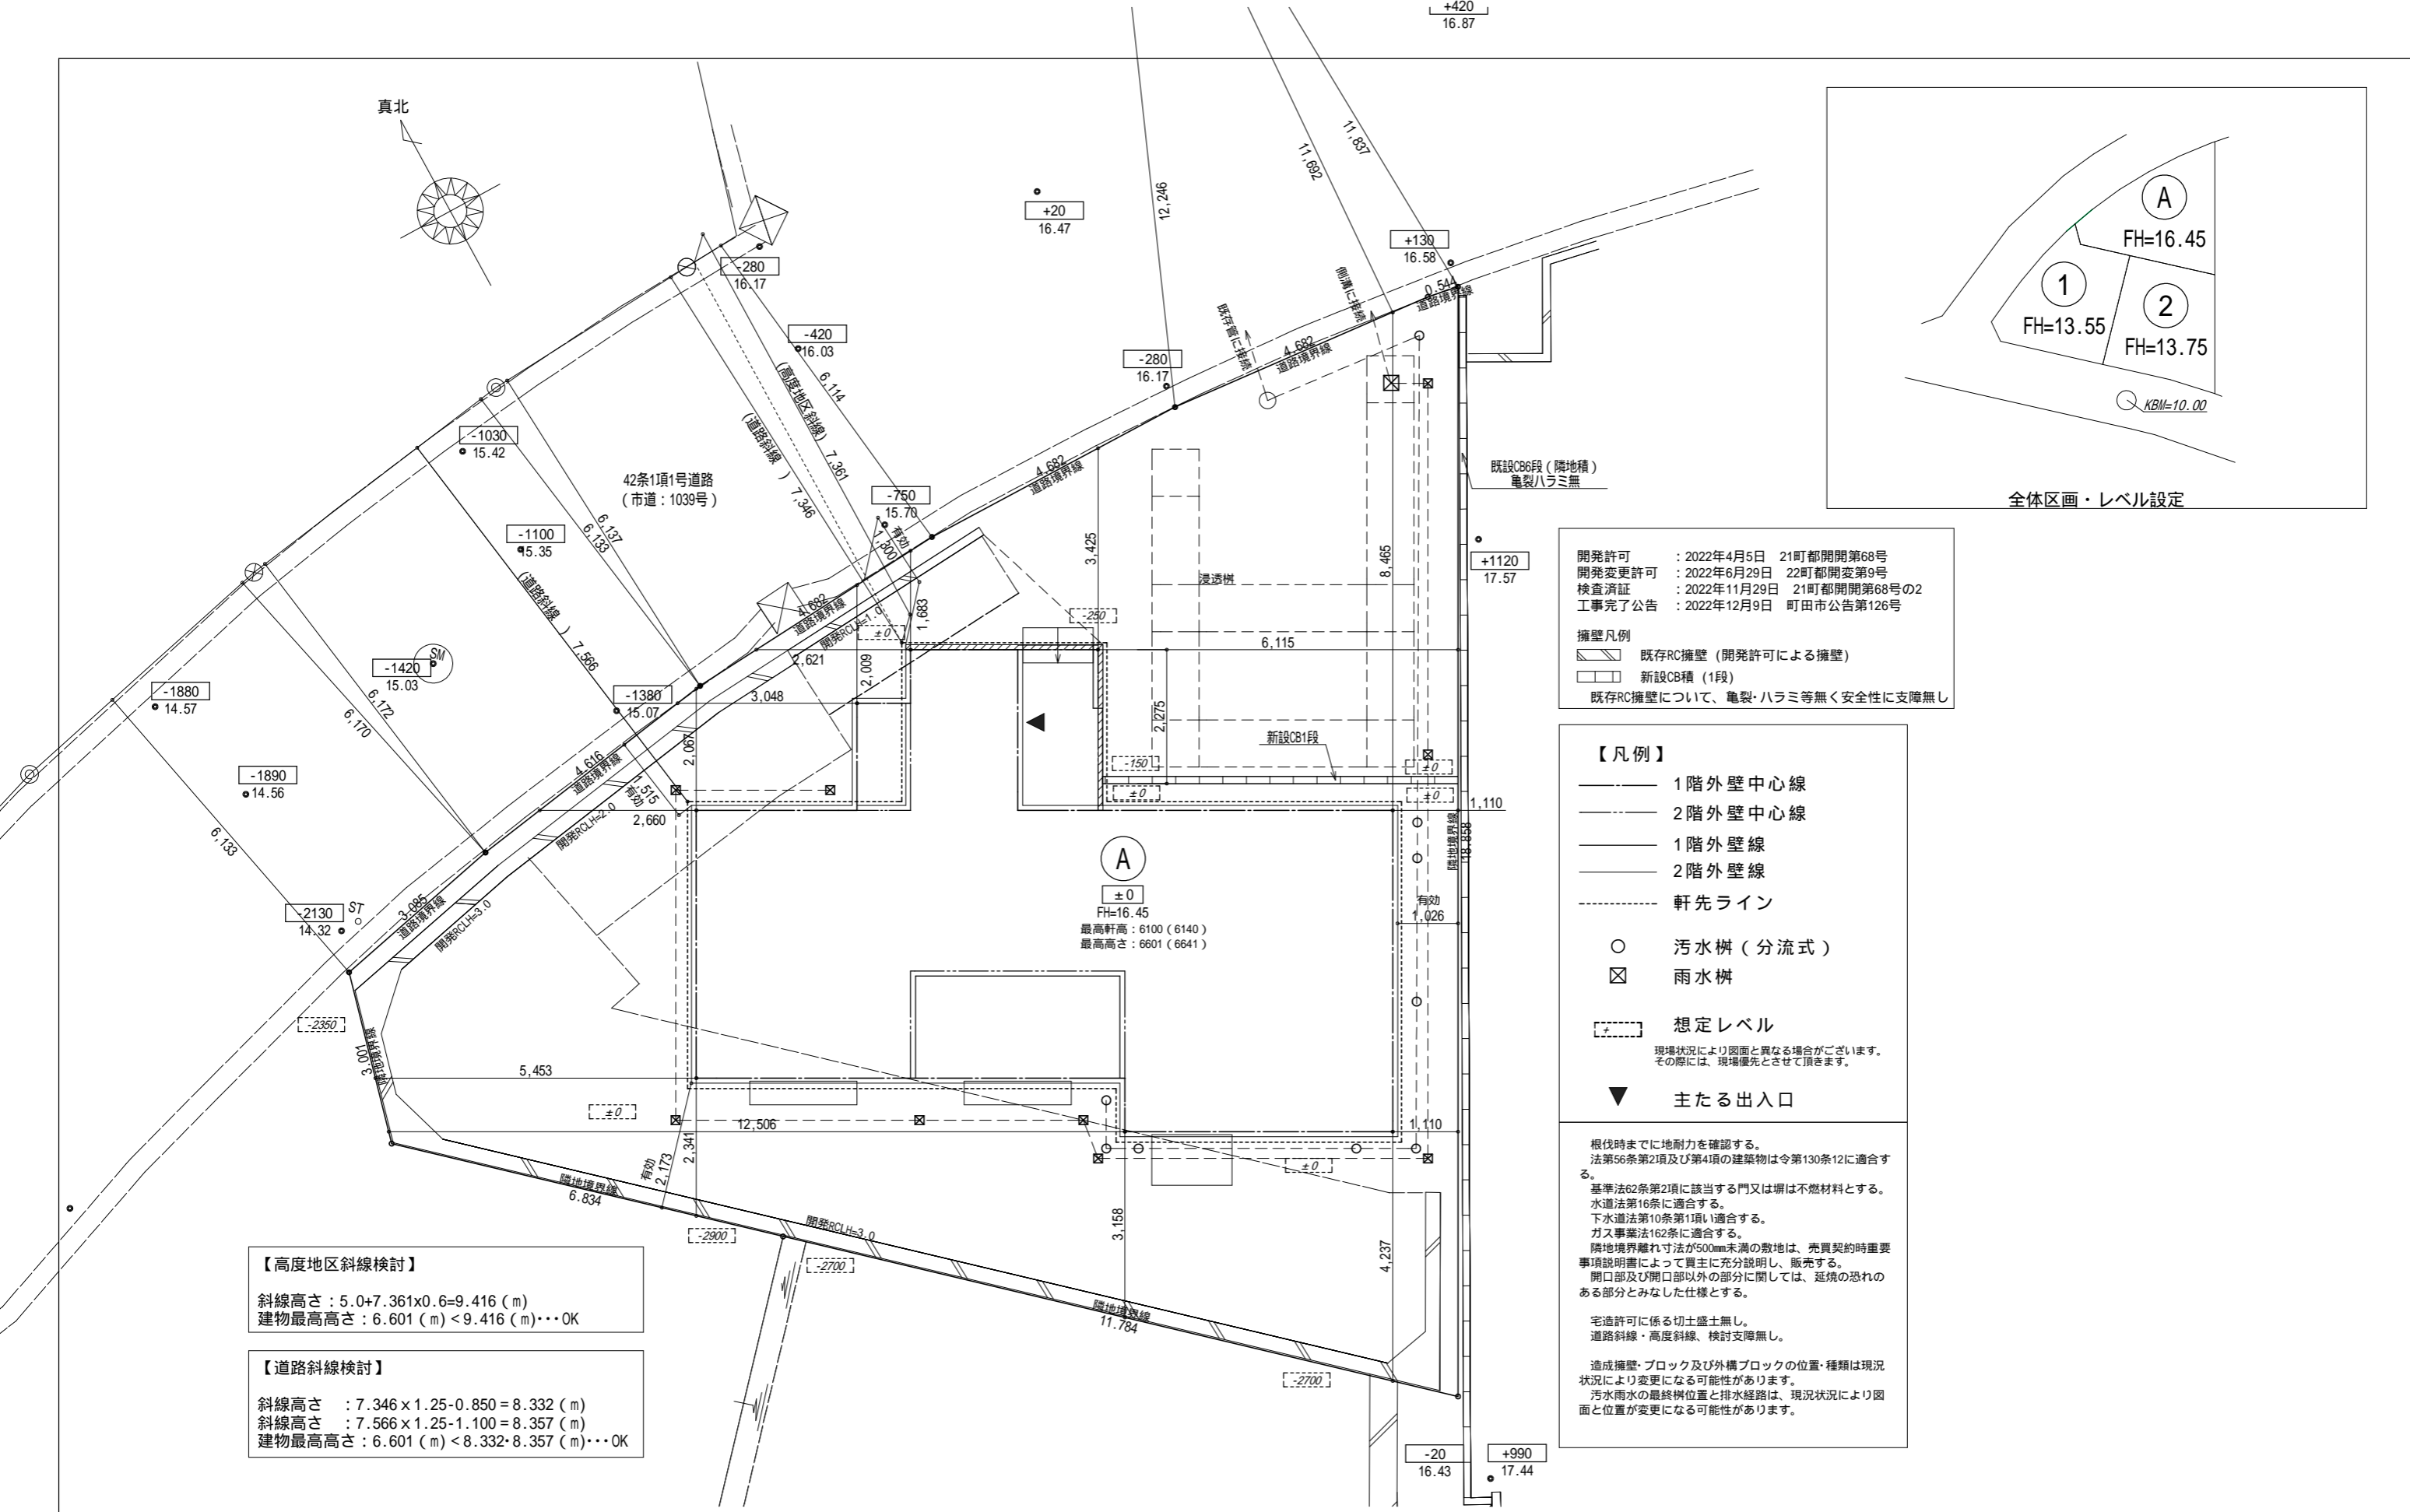 +420
16.87
真北
+20
16.47
12,246
11,692
11,837
+130
16.58
-280
16.17
-420
16.03
-280
16.17
-1030
15.42
-1100
15.35
-750
15.70
-1420
15.03
SM
-1380
15.07
-1880
14.57
-1890
14.56
-2130
14.32
ST
+1120
17.57
42条1項1号道路
(市道：1039号)
(高度地区斜線) 7,361
(道路斜線 ) 7,346
(道路斜線 ) 7,566
6,114
6,137
6,133
6,172
6,170
6,133
既存管に接続
側溝に接続
0.544
道路境界線
4.682
道路境界線
4.682
道路境界線
4.682
道路境界線
4.616
道路境界線
3.085
道路境界線
有効
1,300
1,683
開発RCLH=1.0
開発RCLH=2.0
開発RCLH=3.0
±0
-250
3,425
8,465
浸透桝
6,115
2,621
2,009
3,048
2,067
1,515
有効
2,660
2,275
新設CB1段
-150
±0
±0
±0
1,110
隣地境界線
18.858
既設CB6段(隣地積)
亀裂ハラミ無
A
±0
FH=16.45
最高軒高：6100(6140)
最高高さ：6601(6641)
有効
1,026
-2350
3.001
隣地境界線
5,453
±0
12,506
1,110
2,341
有効
2,173
隣地境界線
6.834
-2900
-2700
開発RCLH=3.0
3,158
隣地境界線
11.784
4,237
±0
-2700
-20
16.43
+990
17.44
【高度地区斜線検討】
斜線高さ：5.0+7.361x0.6=9.416(m)
建物最高高さ：6.601(m)<9.416(m)･･･OK
【道路斜線検討】
斜線高さ ：7.346x1.25-0.850=8.332(m)
斜線高さ ：7.566x1.25-1.100=8.357(m)
建物最高高さ：6.601(m)<8.332･8.357(m)･･･OK
A
FH=16.45
1
FH=13.55
2
FH=13.75
KBM=10.00
全体区画・レベル設定
開発許可 ：2022年4月5日 21町都開開第68号
開発変更許可 ：2022年6月29日 22町都開変第9号
検査済証 ：2022年11月29日 21町都開開第68号の2
工事完了公告 ：2022年12月9日 町田市公告第126号
擁壁凡例
既存RC擁壁 (開発許可による擁壁)
新設CB積 (1段)
既存RC擁壁について、亀裂･ハラミ等無く安全性に支障無し
【凡例】
1階外壁中心線
2階外壁中心線
1階外壁線
2階外壁線
軒先ライン
汚水桝(分流式)
雨水桝
+
想定レベル
現場状況により図面と異なる場合がございます。
その際には、現場優先とさせて頂きます。
主たる出入口
根伐時までに地耐力を確認する。
法第56条第2項及び第4項の建築物は令第130条12に適合す
る。
基準法62条第2項に該当する門又は塀は不燃材料とする。
水道法第16条に適合する。
下水道法第10条第1項い適合する。
ガス事業法162条に適合する。
隣地境界離れ寸法が500mm未満の敷地は、売買契約時重要
事項説明書によって買主に充分説明し、販売する。
開口部及び開口部以外の部分に関しては、延焼の恐れの
ある部分とみなした仕様とする。
宅造許可に係る切土盛土無し。
道路斜線・高度斜線、検討支障無し。
造成擁壁･ブロック及び外構ブロックの位置･種類は現況
状況により変更になる可能性があります。
汚水雨水の最終桝位置と排水経路は、現況状況により図
面と位置が変更になる可能性があります。